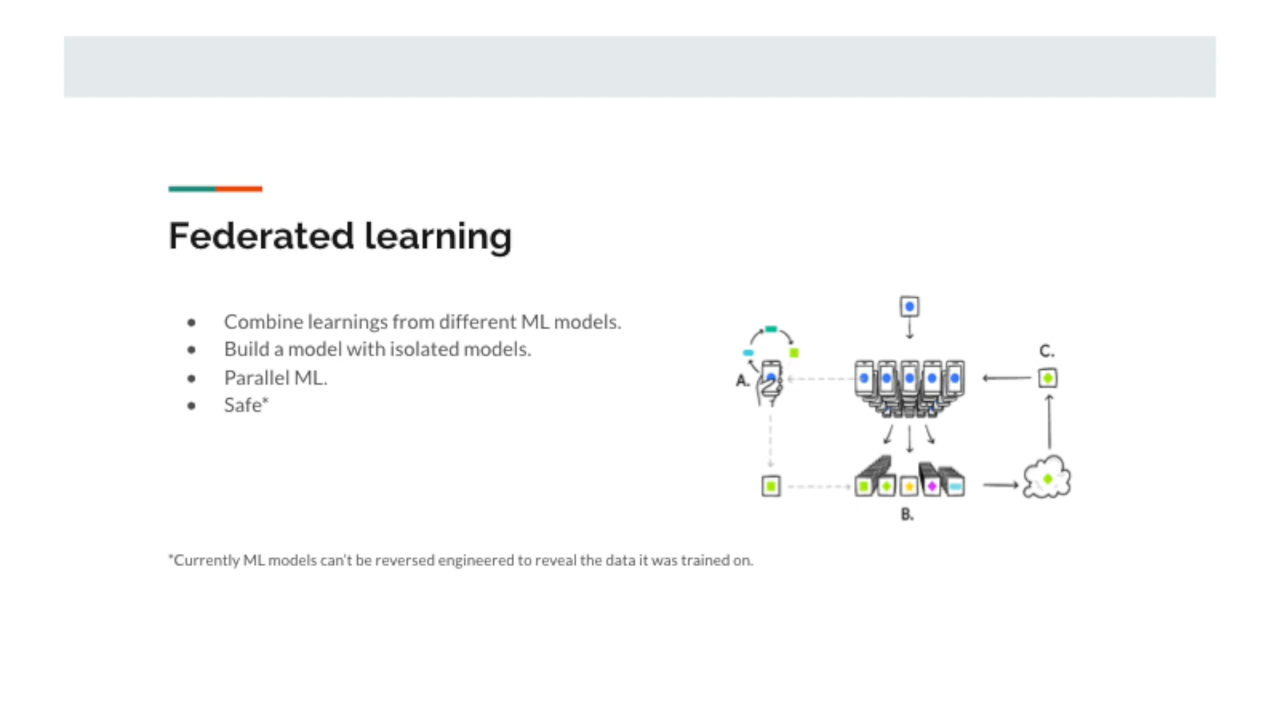 Federated learning
● Combine learnings from different ML models.
● Build a model with isolated models.
● Parallel ML.
● Safe*
A.
B.
C.
*Currently ML models can't be reversed engineered to reveal the data it was trained on.